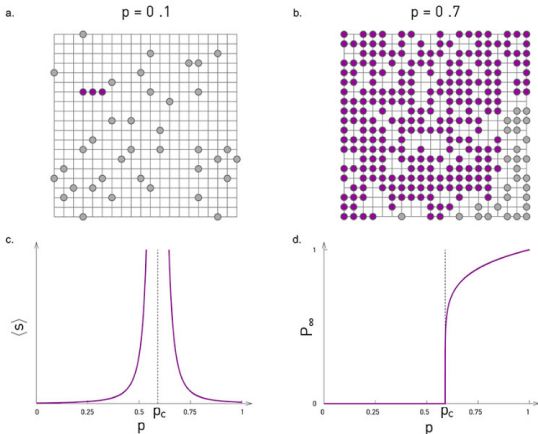 a.
p = 0 .1
b.
p = 0 .7
c.
⟨s⟩
0
0.25
0.5
pc
0.75
1
p
d.
1
P∞
0
0
0.25
0.5
pc
0.75
1
p